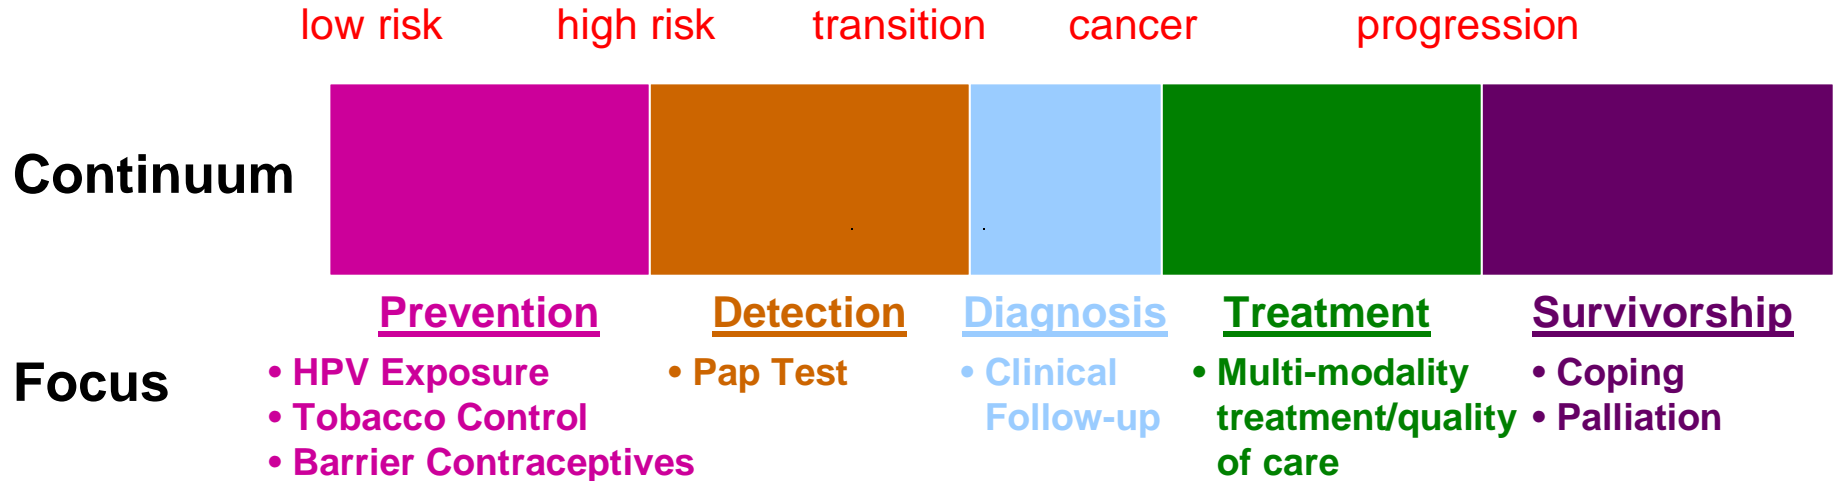 low risk high risk transition cancer progression
Continuum
Prevention Detection Diagnosis Treatment Survivorship
Focus
• HPV Exposure
• Tobacco Control
• Barrier Contraceptives
• Pap Test
• Clinical
Follow-up
• Multi-modality
treatment/quality
of care
• Coping
• Palliation